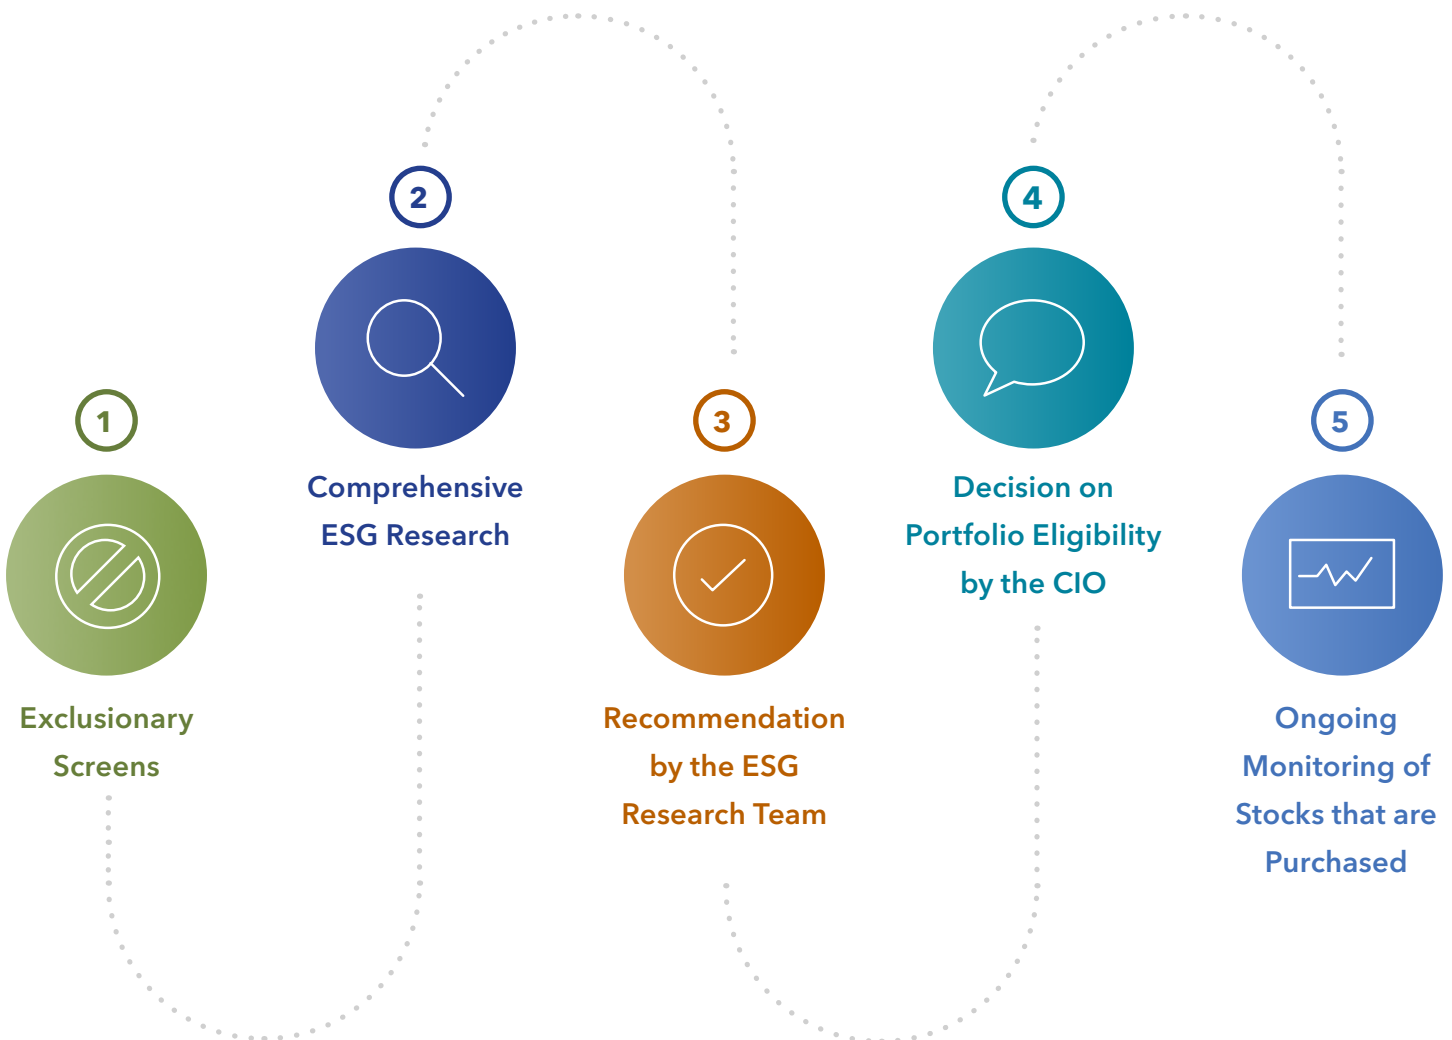 1
Exclusionary
Screens
2
Comprehensive
ESG Research
3
Recommendation
by the ESG
Research Team
4
Decision on
Portfolio Eligibility
by the CIO
5
Ongoing
Monitoring of
Stocks that are
Purchased